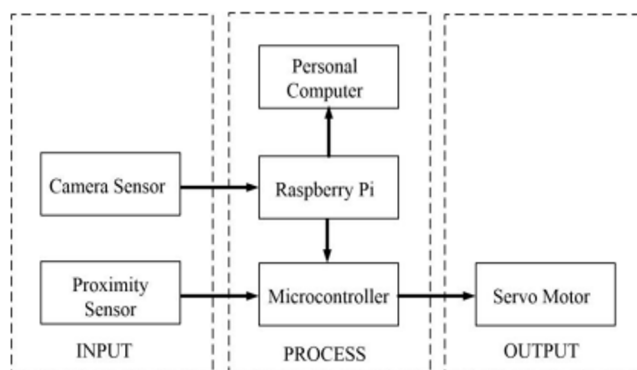 Personal
Computer
Camera Sensor
Raspberry Pi
Proximity
Sensor
Microcontroller
Servo Motor
INPUT
PROCESS
OUTPUT